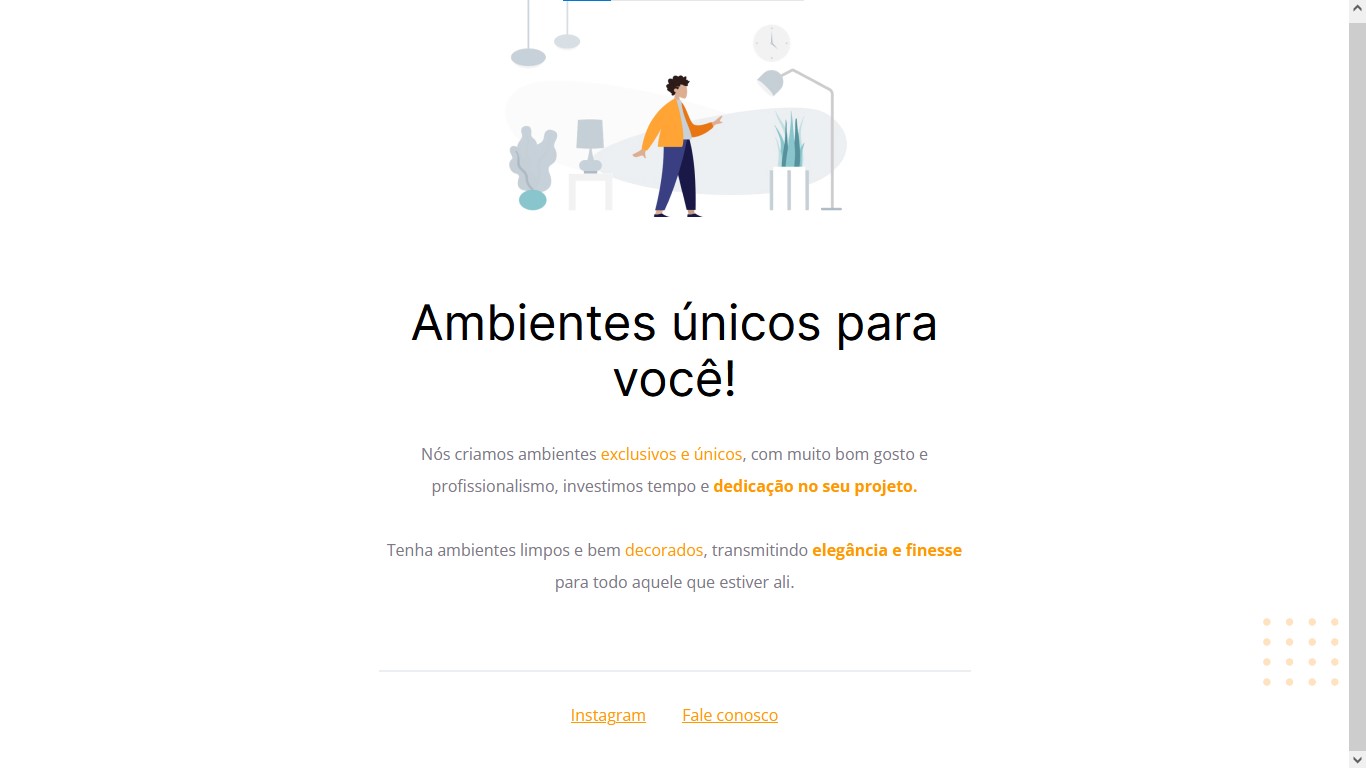 Ambientes únicos para
você!
Nós criamos ambientes exclusivos e únicos, com muito bom gosto e
profissionalismo, investimos tempo e dedicação no seu projeto.
Tenha ambientes limpos e bem decorados, transmitindo elegância e finesse
para todo aquele que estiver ali.
Instagram Fale conosco